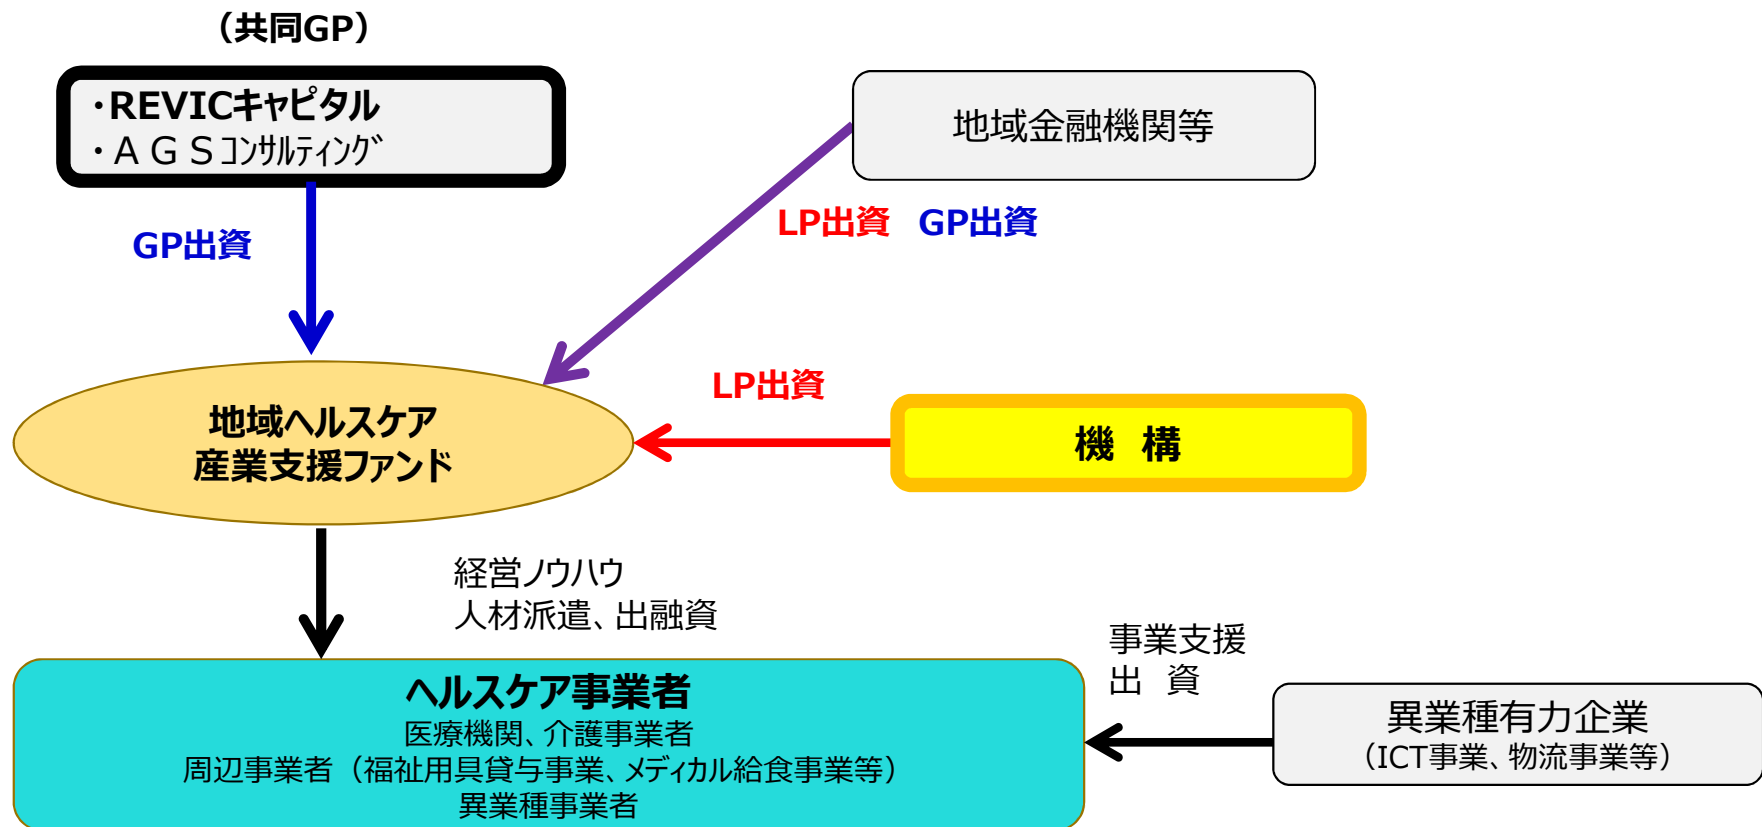 （共同GP）
・REVICキャピタル
・ＡＧＳコンサルティング
地域金融機関等
GP出資
LP出資 GP出資
LP出資
地域ヘルスケア
産業支援ファンド
機 構
経営ノウハウ
人材派遣、出融資
事業支援
出 資
ヘルスケア事業者
医療機関、介護事業者
周辺事業者（福祉用具貸与事業、メディカル給食事業等）
異業種事業者
異業種有力企業
（ICT事業、物流事業等）